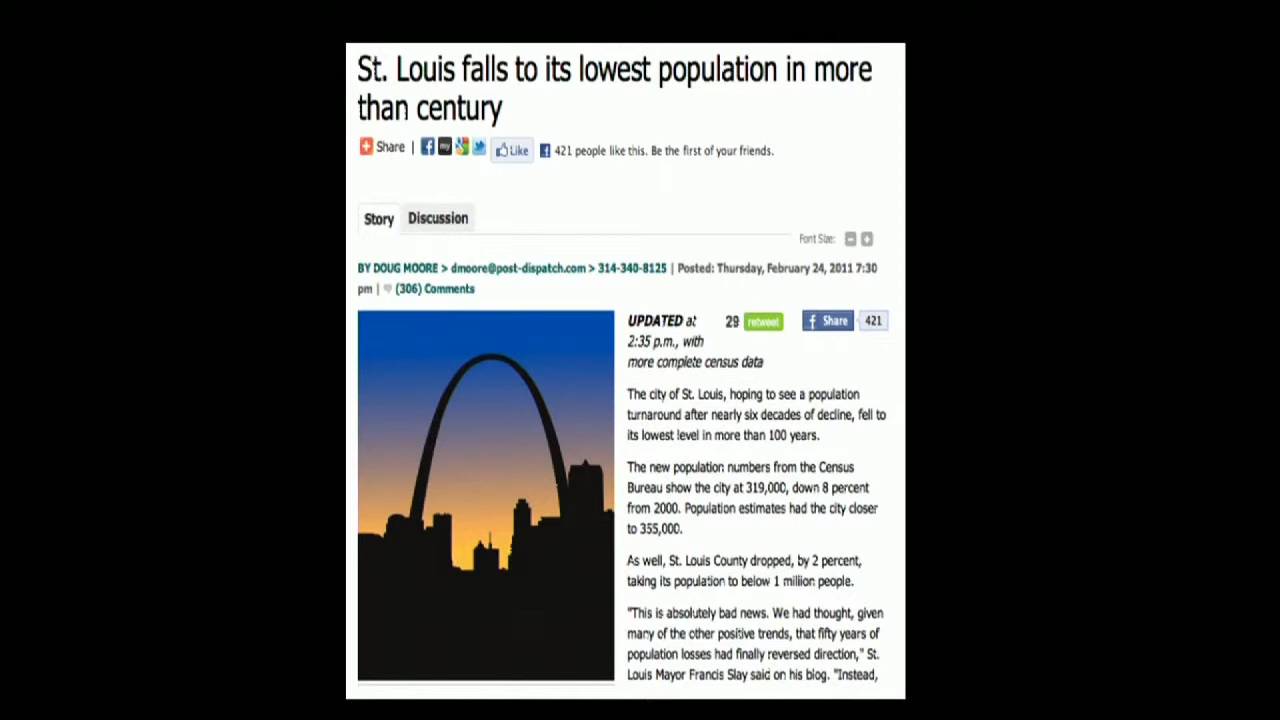 St. Louis falls to its lowest population in more
than century
Share | my Like 421 people like this. Be the first of your friends.
Story Discussion
Font Size:
BY DOUG MOORE > dmoore@post-dispatch.com > 314-340-8125 | Posted: Thursday, February 24, 2011 7:30
pm | (306) Comments
UPDATED at 29 retweet Share 421
2:35 p.m., with
more complete census data
The city of St. Louis, hoping to see a population
turnaround after nearly six decades of decline, fell to
its lowest level in more than 100 years.
The new population numbers from the Census
Bureau show the city at 319,000, down 8 percent
from 2000. Population estimates had the city closer
to 355,000.
As well, St. Louis County dropped, by 2 percent,
taking its population to below 1 million people.
"This is absolutely bad news. We had thought, given
many of the other positive trends, that fifty years of
population losses had finally reversed direction," St.
Louis Mayor Francis Slay said on his blog. "Instead,